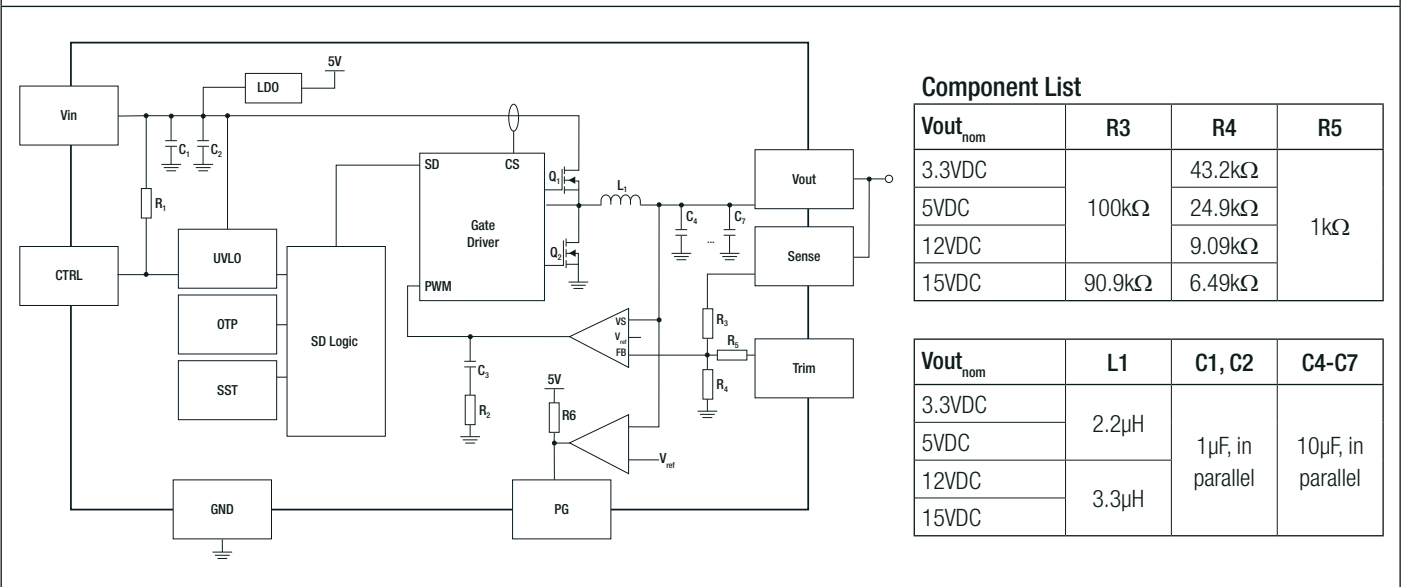 5V
LDO
Vin
C1
C2
SD
CS
Q1
L1
Vout
R1
Gate
Driver
C4
C7
...
UVLO
Q2
Sense
CTRL
PWM
OTP
SD Logic
VS
Vref
FB
R3
R5
Trim
SST
C3
5V
R4
R2
R6
Vref
GND
PG
Component List
Voutnom R3 R4 R5
3.3VDC 43.2kΩ
5VDC 100kΩ 24.9kΩ 1kΩ
12VDC 9.09kΩ
15VDC 90.9kΩ 6.49kΩ
Voutnom L1 C1, C2 C4-C7
3.3VDC
2.2µH
5VDC
1µF, in
parallel
10µF, in
parallel
12VDC
3.3µH
15VDC